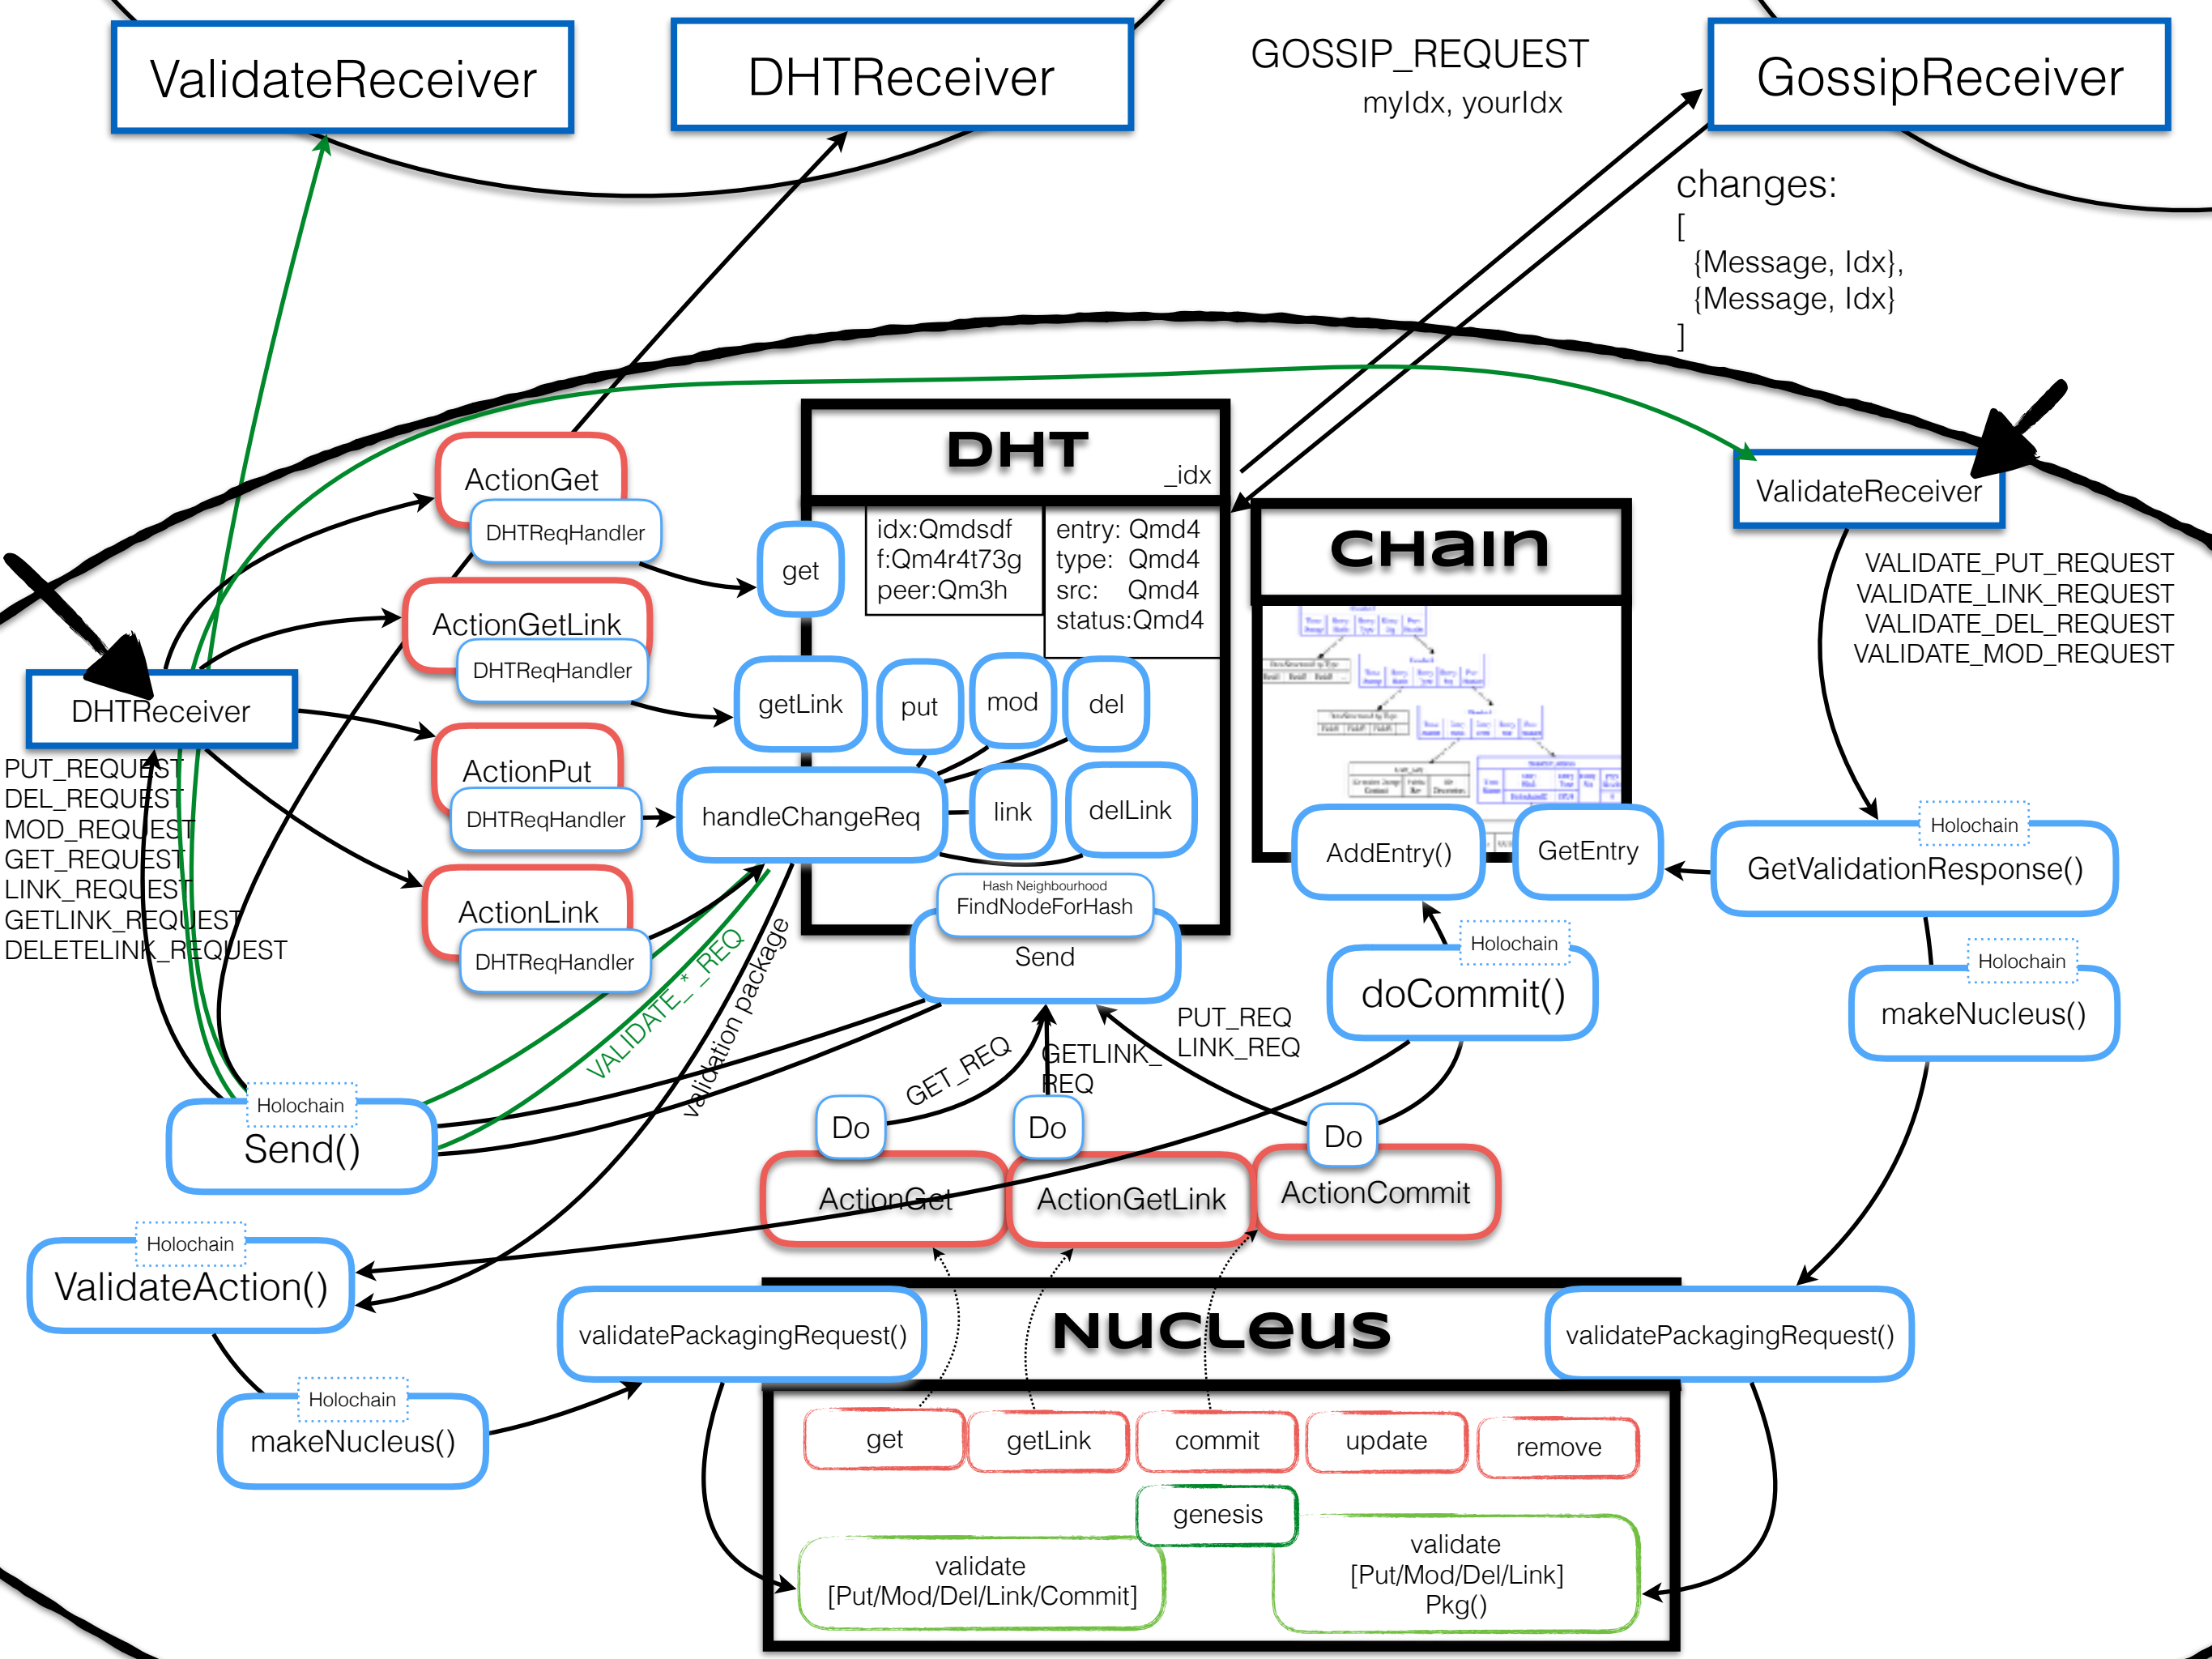 ValidateReceiver
DHTReceiver
GOSSIP_REQUEST
myIdx, yourIdx
GossipReceiver
changes:
[
{Message, Idx},
{Message, Idx}
]
DHT
_idx
idx:Qmdsdf
f:Qm4r4t73g
peer:Qm3h
entry: Qmd4
type: Qmd4
src: Qmd4
status:Qmd4
ActionGet
DHTReqHandler
get
ActionGetLink
DHTReqHandler
getLink
put
mod
del
CHaIn
ValidateReceiver
VALIDATE_PUT_REQUEST
VALIDATE_LINK_REQUEST
VALIDATE_DEL_REQUEST
VALIDATE_MOD_REQUEST
DHTReceiver
PUT_REQUEST
DEL_REQUEST
MOD_REQUEST
GET_REQUEST
LINK_REQUEST
GETLINK_REQUEST
DELETELINK_REQUEST
ActionPut
DHTReqHandler
handleChangeReq
link
delLink
ActionLink
DHTReqHandler
Hash Neighbourhood
FindNodeForHash
Send
AddEntry()
GetEntry
Holochain
GetValidationResponse()
Holochain
doCommit()
Holochain
makeNucleus()
VALIDATE_*_REQ
validation package
GET_REQ
GETLINK_
REQ
PUT_REQ
LINK_REQ
Holochain
Send()
Do
Do
Do
ActionGet
ActionGetLink
ActionCommit
Holochain
ValidateAction()
validatePackagingRequest()
NUCLeUS
validatePackagingRequest()
Holochain
makeNucleus()
get
getLink
commit
update
remove
genesis
validate
[Put/Mod/Del/Link/Commit]
validate
[Put/Mod/Del/Link]
Pkg()